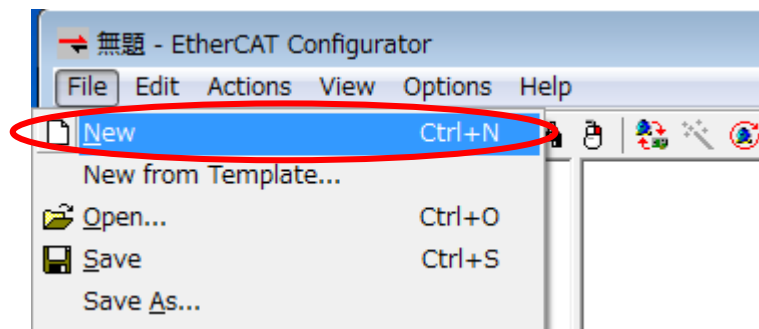 無題 - EtherCAT Configurator
File Edit Actions View Options Help
New Ctrl+N
New from Template...
Open... Ctrl+O
Save Ctrl+S
Save As...